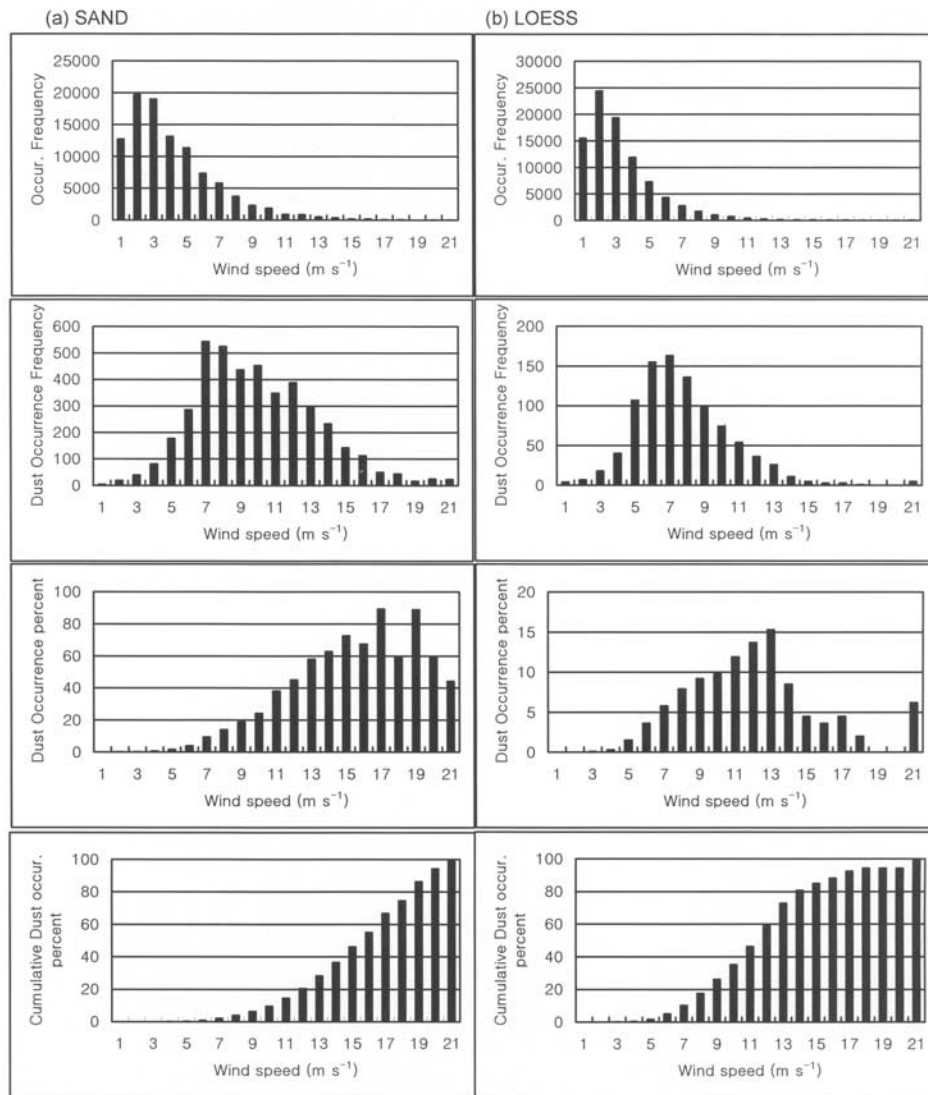 (a) SAND
(b) LOESS
Occur. Frequency
25000
20000
15000
10000
5000
0
1 3 5 7 9 11 13 15 17 19 21
Wind speed (m s⁻¹)
Occur. Frequency
30000
25000
20000
15000
10000
5000
0
1 3 5 7 9 11 13 15 17 19 21
Wind speed (m s⁻¹)
Dust Occurrence Frequency
600
500
400
300
200
100
0
1 3 5 7 9 11 13 15 17 19 21
Wind speed (m s⁻¹)
Dust Occurrence Frequency
200
150
100
50
0
1 3 5 7 9 11 13 15 17 19 21
Wind speed (m s⁻¹)
Dust Occurrence percent
100
80
60
40
20
0
1 3 5 7 9 11 13 15 17 19 21
Wind speed (m s⁻¹)
Dust Occurrence percent
20
15
10
5
0
1 3 5 7 9 11 13 15 17 19 21
Wind speed (m s⁻¹)
Cumulative Dust occur.
percent
100
80
60
40
20
0
1 3 5 7 9 11 13 15 17 19 21
Wind speed (m s⁻¹)
Cumulative Dust occur.
percent
100
80
60
40
20
0
1 3 5 7 9 11 13 15 17 19 21
Wind speed (m s⁻¹)